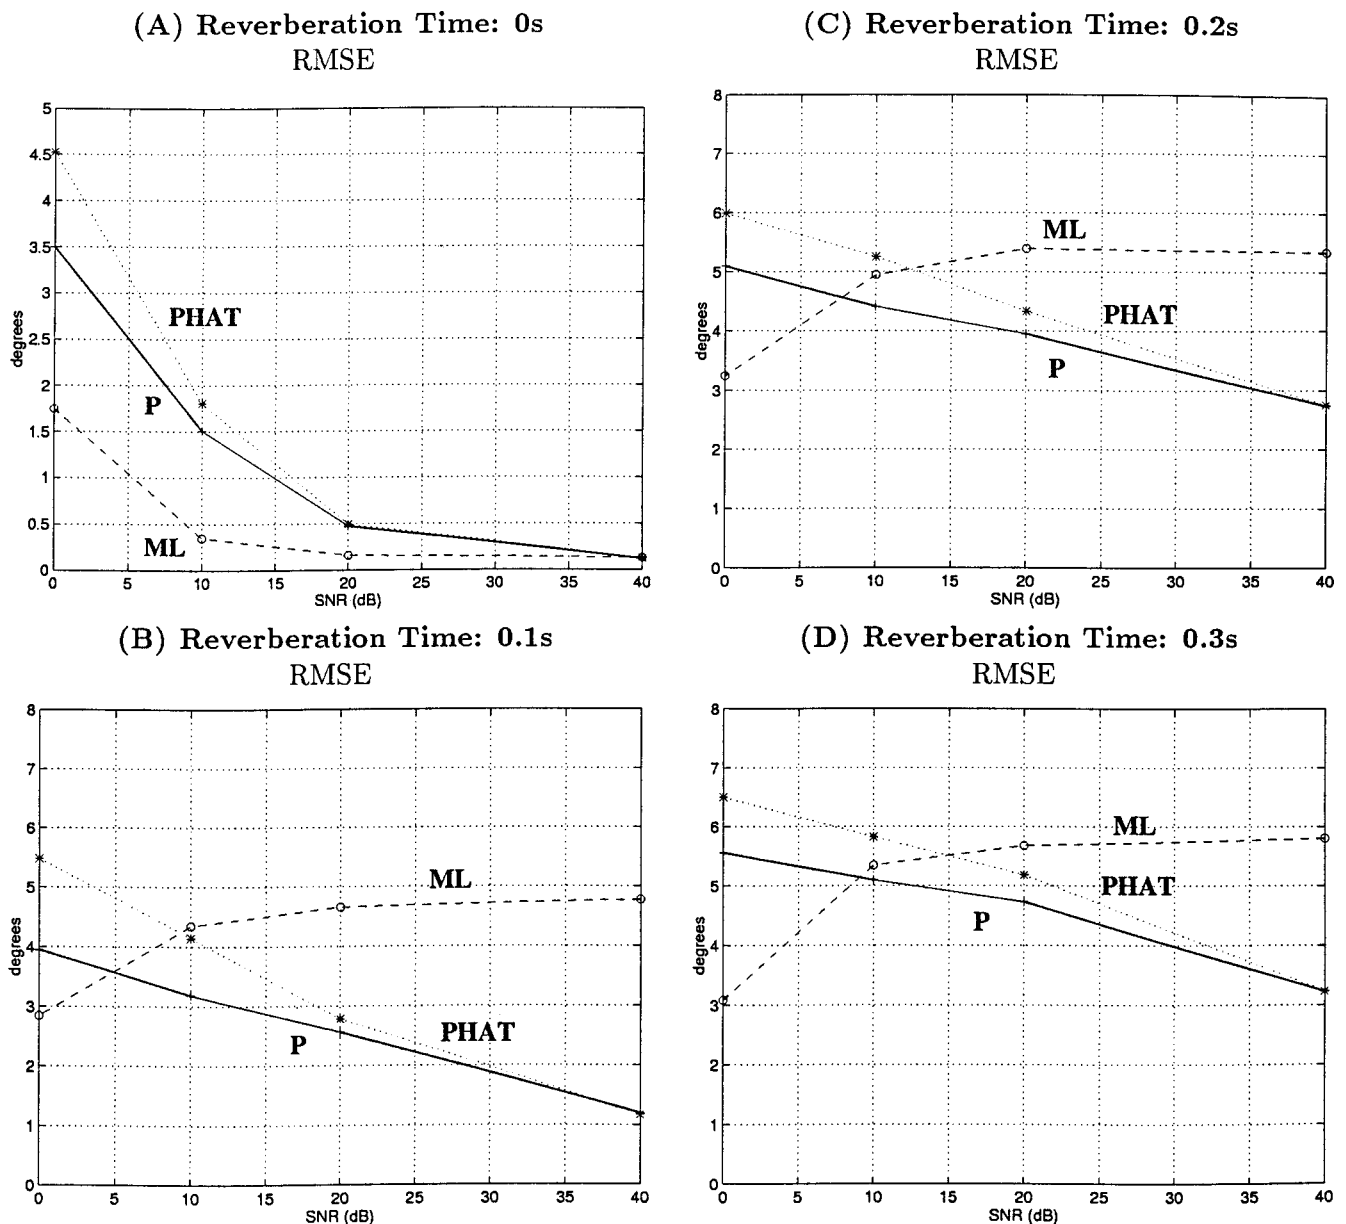 (A) Reverberation Time: 0s
RMSE
5
4.5
4
3.5
3
2.5
2
1.5
1
0.5
0
degrees
PHAT
P
ML
0 5 10 15 20 25 30 35 40
SNR (dB)
(B) Reverberation Time: 0.1s
RMSE
8
7
6
5
4
3
2
1
0
degrees
ML
PHAT
P
0 5 10 15 20 25 30 35 40
SNR (dB)
(C) Reverberation Time: 0.2s
RMSE
8
7
6
5
4
3
2
1
0
degrees
ML
PHAT
P
0 5 10 15 20 25 30 35 40
SNR (dB)
(D) Reverberation Time: 0.3s
RMSE
8
7
6
5
4
3
2
1
0
degrees
ML
PHAT
P
0 5 10 15 20 25 30 35 40
SNR (dB)